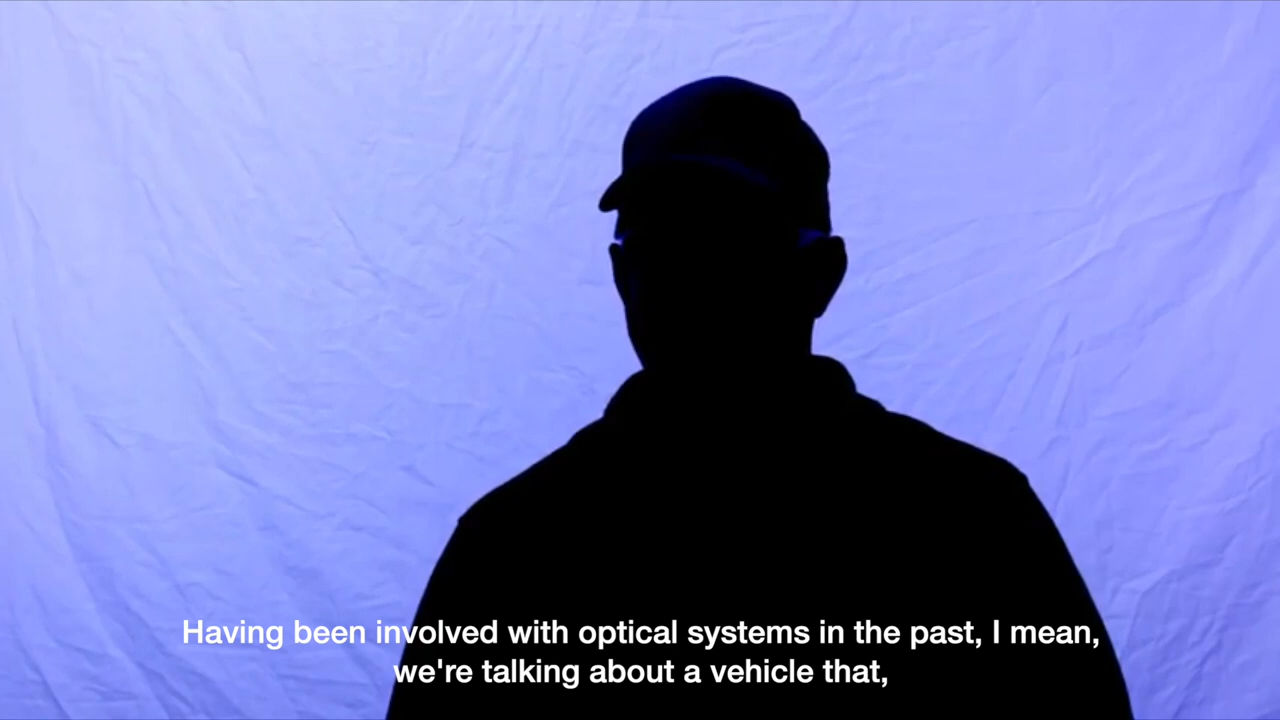 Having been involved with optical systems in the past, I mean,
we're talking about a vehicle that,